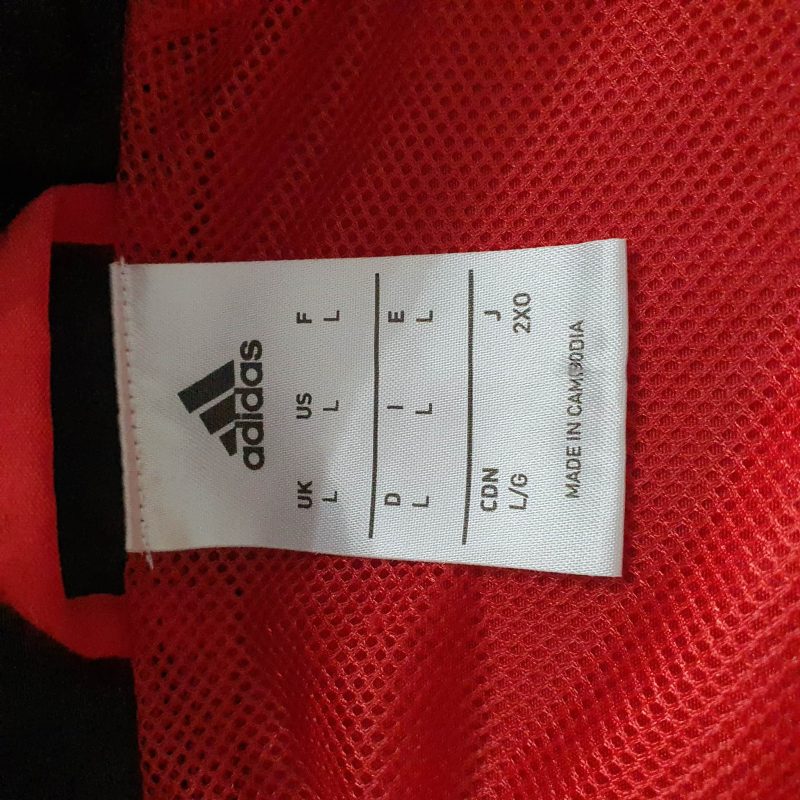 adidas
UK US F
L L L
D I E
L L L
CDN J
L/G 2XO
MADE IN CAMBODIA